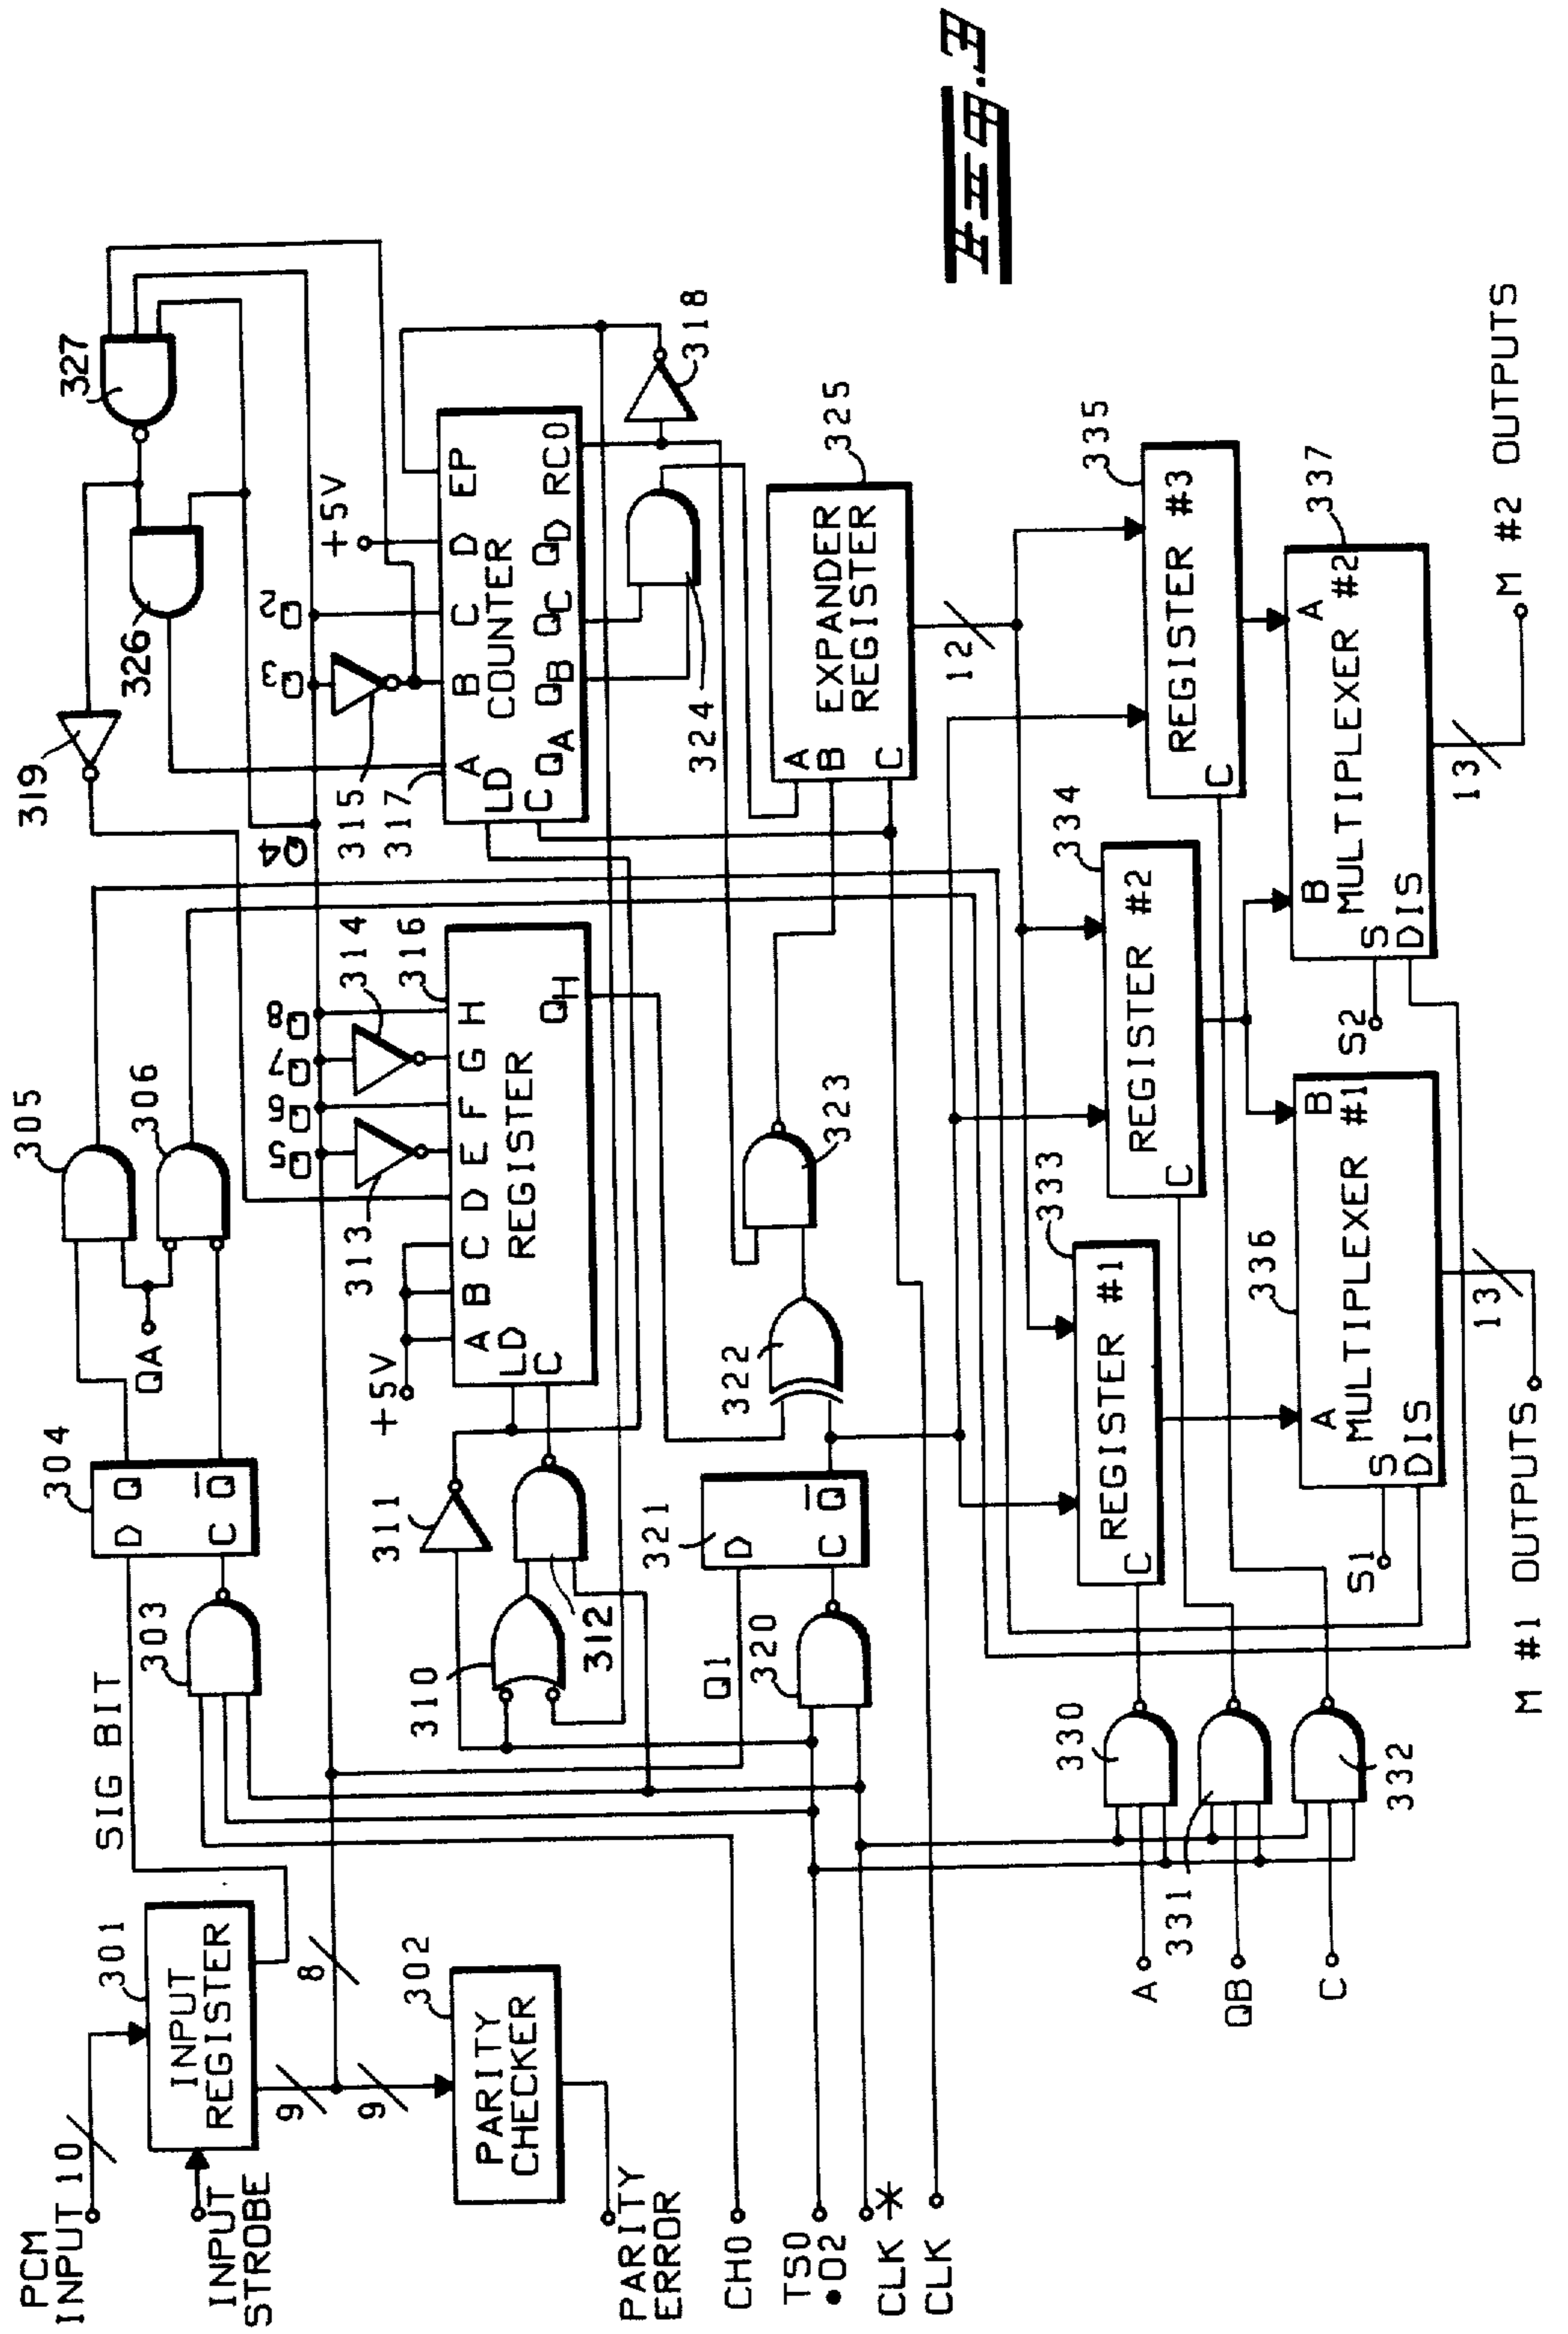 PCM
INPUT 10
INPUT
STROBE
301
INPUT
REGISTER
9
8
9
302
PARITY
CHECKER
PARITY
ERROR
CH0
TS0
•02
CLK *
CLK
SIG BIT
303
304
D Q
C Q̅
QA
305
306
310
311
312
+5V
313
314
316
Q5 Q6 Q7 Q8
A B C D E F G H
LD
C
REGISTER
QH
Q4
319
326
327
315
317
Q3 Q2
+5V
A B C D EP
LD
COUNTER
C
QA QB QC QD RCO
318
324
Q1
320
321
D
C Q̅
322
323
325
A
B
C
EXPANDER
REGISTER
12
A
QB
C
330
331
332
333
REGISTER #1
C
334
REGISTER #2
C
335
REGISTER #3
C
336
A B
MULTIPLEXER #1
S
DIS
S1
13
337
B A
MULTIPLEXER #2
S
DIS
S2
13
M #1 OUTPUTS
M #2 OUTPUTS
FIG. 3